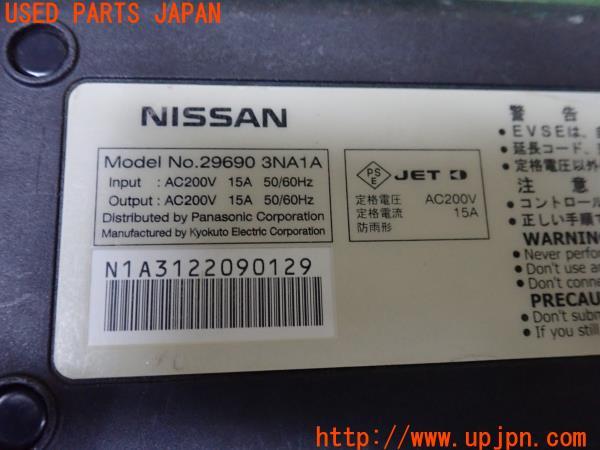 USED PARTS JAPAN
NISSAN
Model No.29690 3NA1A
Input : AC200V 15A 50/60Hz
Output : AC200V 15A 50/60Hz
Distributed by Panasonic Corporation
Manufactured by Kyokuto Electric Corporation
N1A3122090129
PS
E
JET
定格電圧 AC200V
定格電流 15A
防雨形
警 告
● EVSEは、
● 延長コード、
● 定格電圧以外
注 意
● コントロール
● 正しい手順で
WARNING
● Never perfo
● Don't use a
● Don't conne
PRECAU
● Don't subm
● If you still
http://www.upjpn.com/